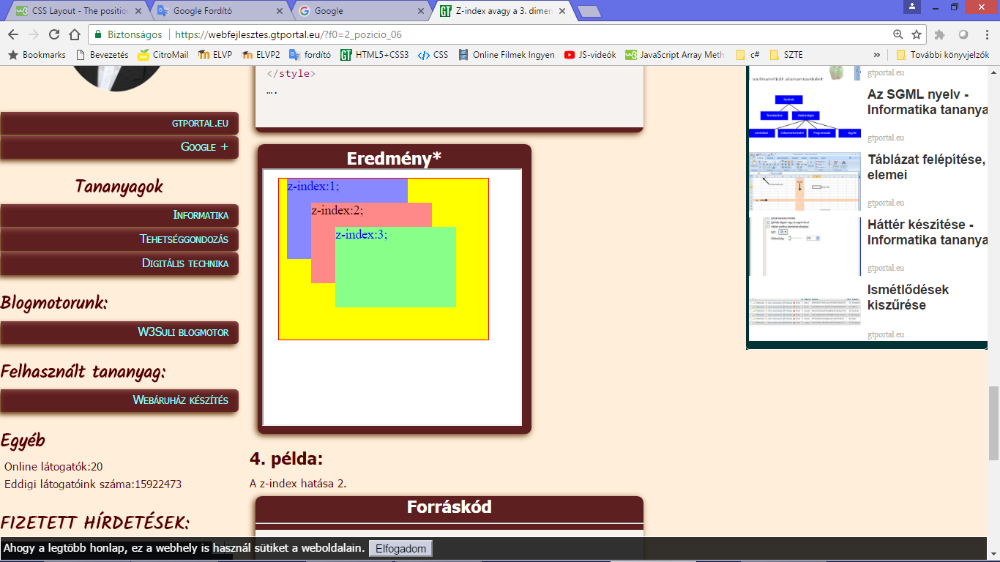 CSS Layout - The position
Google Fordító
Google
Z-index avagy a 3. dimen
Biztonságos
https://webfejlesztes.gtportal.eu/?f0=2_pozicio_06
Bookmarks
Bevezetés
CitroMail
ELVP
ELVP2
fordító
HTML5+CSS3
CSS
Online Filmek Ingyen
JS-videók
JavaScript Array Meth
c#
SZTE
»
További könyvjelzők
gtportal.eu
Google +
Tananyagok
Informatika
Tehetséggondozás
Digitális technika
Blogmotorunk:
W3Suli blogmotor
Felhasznált tananyag:
Webáruház készítés
Egyéb
Online látogatók:20
Eddigi látogatóink száma:15922473
FIZETETT HÍRDETÉSEK:
</style>
….
Eredmény*
z-index:1;
z-index:2;
z-index:3;
4. példa:
A z-index hatása 2.
Forráskód
gtportal.eu
Az SGML nyelv -
Informatika tananya
gtportal.eu
Táblázat felépítése,
elemei
gtportal.eu
Háttér készítése -
Informatika tananya
gtportal.eu
Ismétlődések
kiszűrése
gtportal.eu
Ahogy a legtöbb honlap, ez a webhely is használ sütiket a weboldalain.
Elfogadom